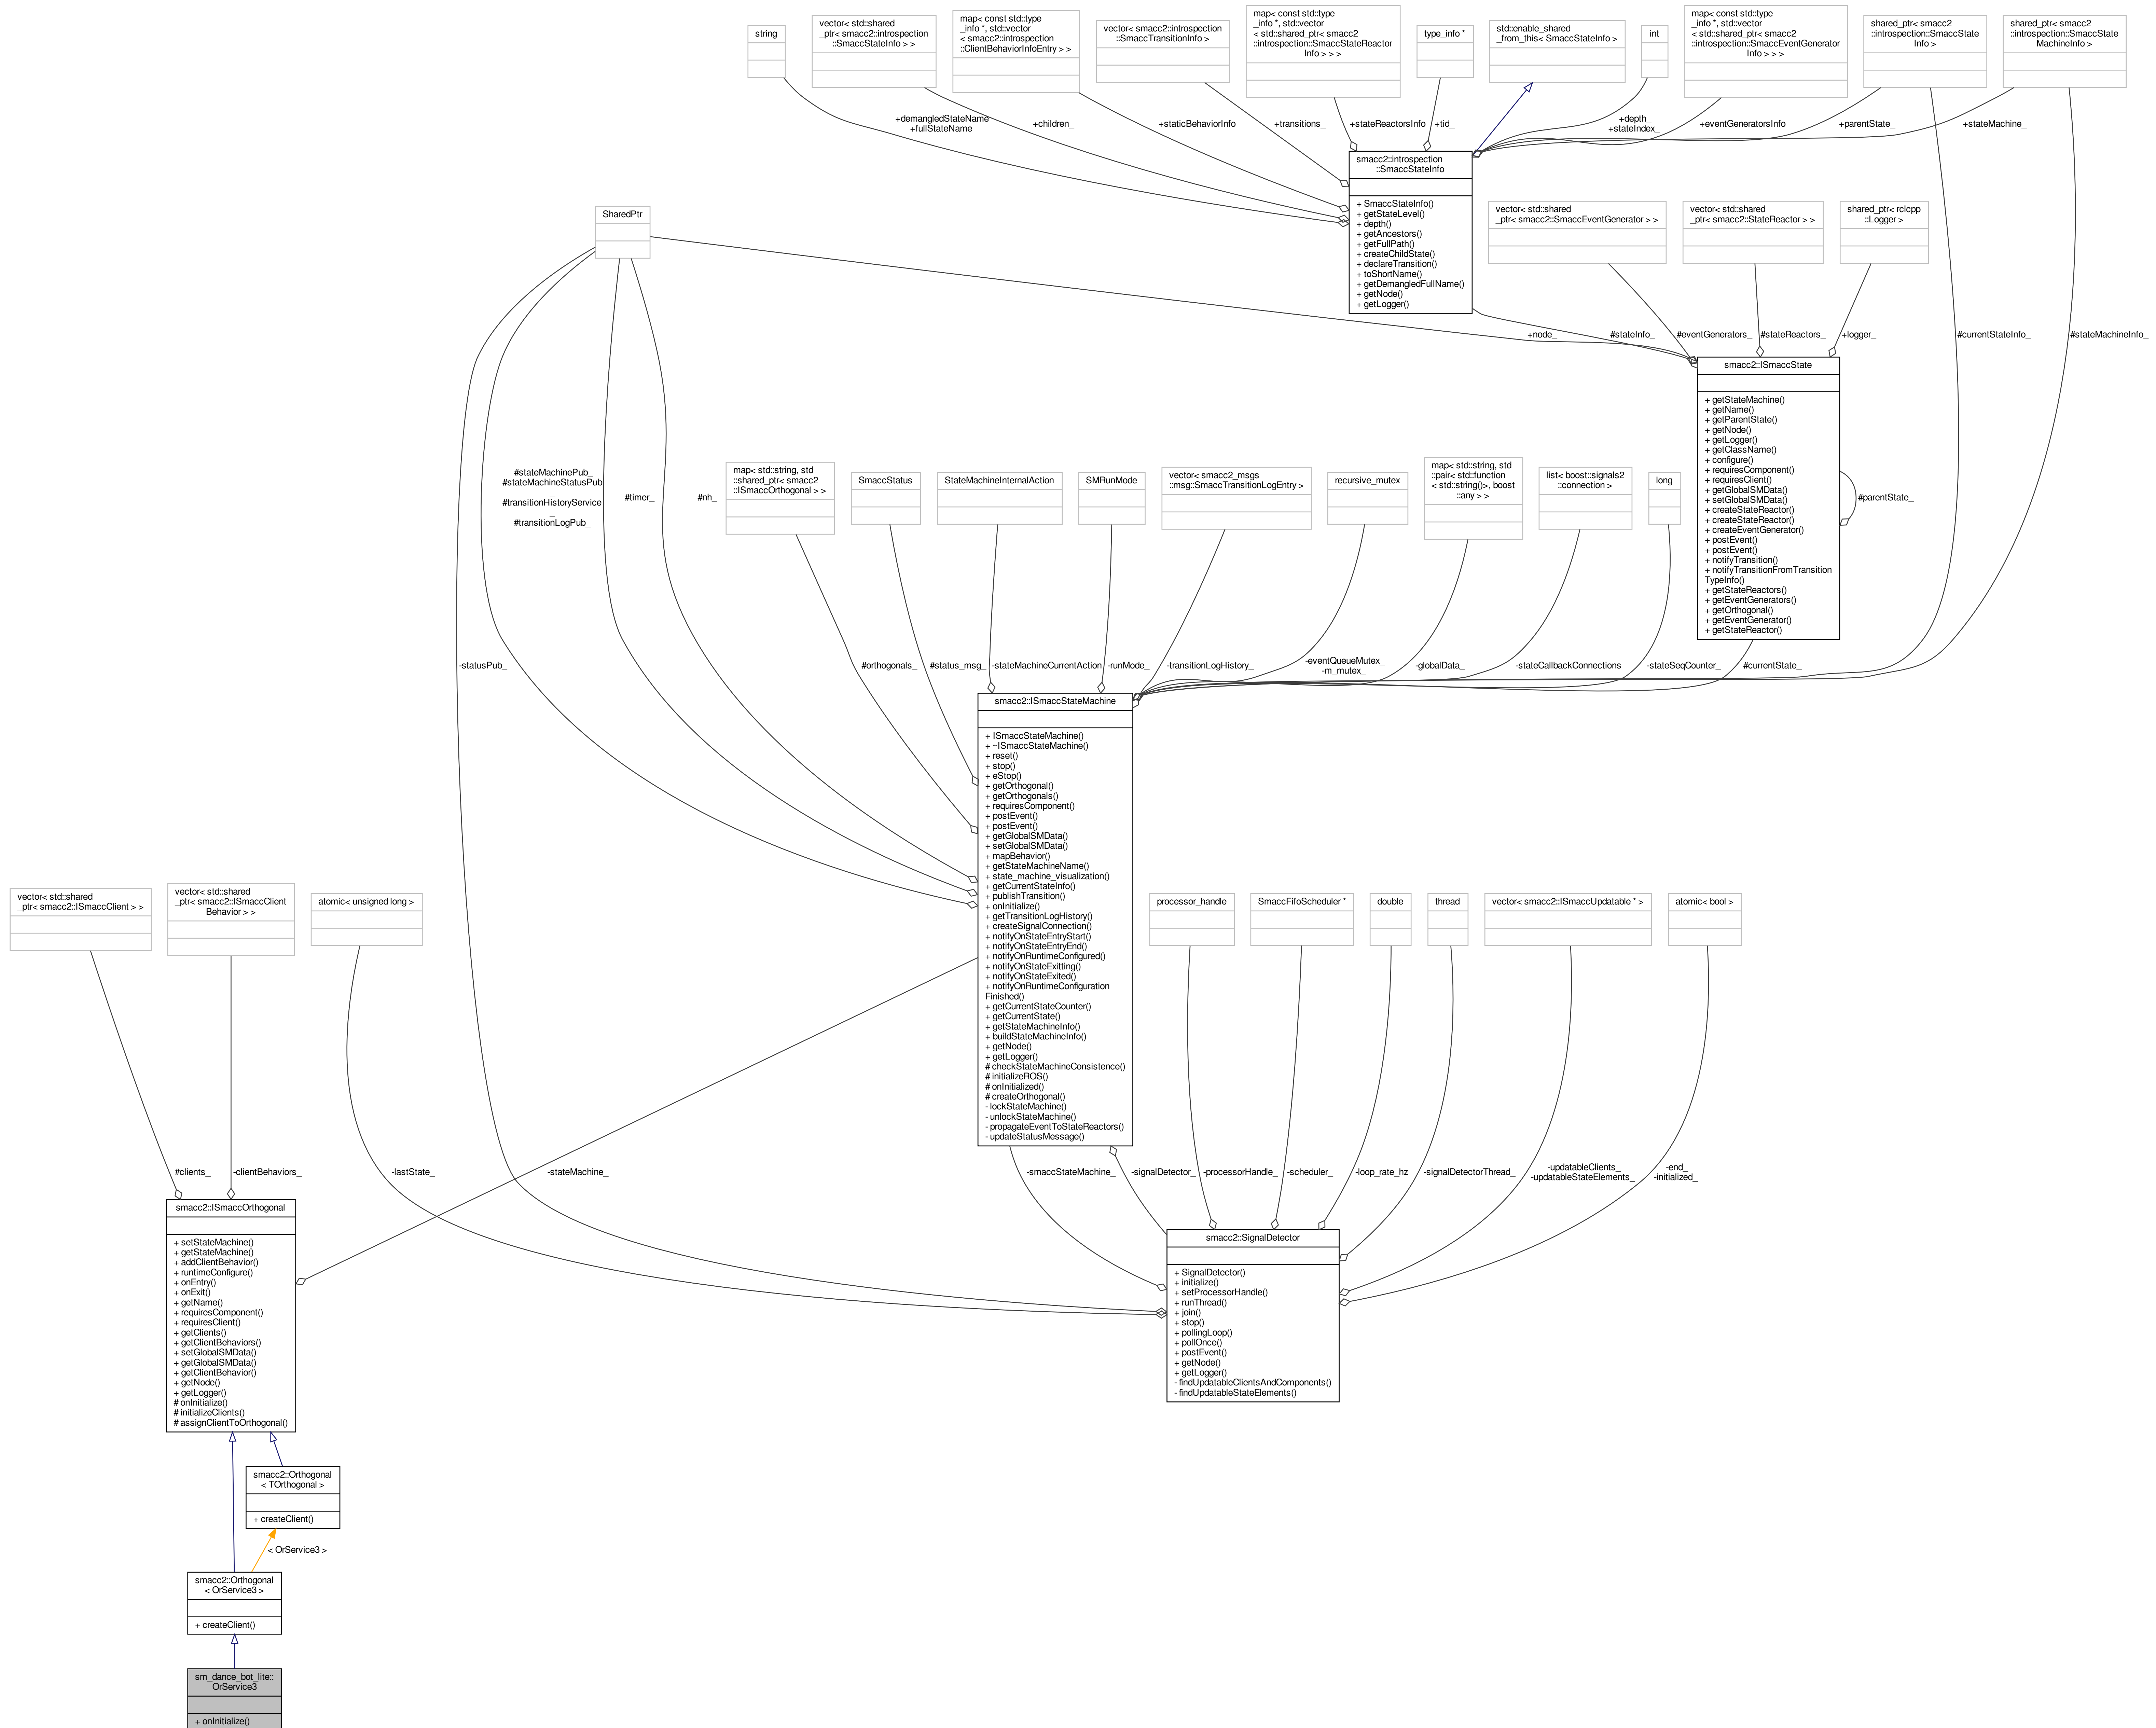 string
vector< std::shared
_ptr< smacc2::introspection
::SmaccStateInfo > >
map< const std::type
_info *, std::vector
< smacc2::introspection
::ClientBehaviorInfoEntry > >
vector< smacc2::introspection
::SmaccTransitionInfo >
map< const std::type
_info *, std::vector
< std::shared_ptr< smacc2
::introspection::SmaccStateReactor
Info > > >
type_info *
std::enable_shared
_from_this< SmaccStateInfo >
int
map< const std::type
_info *, std::vector
< std::shared_ptr< smacc2
::introspection::SmaccEventGenerator
Info > > >
shared_ptr< smacc2
::introspection::SmaccState
Info >
shared_ptr< smacc2
::introspection::SmaccState
MachineInfo >
+demangledStateName
+fullStateName
+children_
+staticBehaviorInfo
+transitions_
+stateReactorsInfo
+tid_
+depth_
+stateIndex_
+eventGeneratorsInfo
+parentState_
+stateMachine_
smacc2::introspection
::SmaccStateInfo
+ SmaccStateInfo()
+ getStateLevel()
+ depth()
+ getAncestors()
+ getFullPath()
+ createChildState()
+ declareTransition()
+ toShortName()
+ getDemangledFullName()
+ getNode()
+ getLogger()
SharedPtr
vector< std::shared
_ptr< smacc2::SmaccEventGenerator > >
vector< std::shared
_ptr< smacc2::StateReactor > >
shared_ptr< rclcpp
::Logger >
+node_
#stateInfo_
#eventGenerators_
#stateReactors_
+logger_
#currentStateInfo_
#stateMachineInfo_
smacc2::ISmaccState
+ getStateMachine()
+ getName()
+ getParentState()
+ getNode()
+ getLogger()
+ getClassName()
+ configure()
+ requiresComponent()
+ requiresClient()
+ getGlobalSMData()
+ setGlobalSMData()
+ createStateReactor()
+ createStateReactor()
+ createEventGenerator()
+ postEvent()
+ postEvent()
+ notifyTransition()
+ notifyTransitionFromTransition
TypeInfo()
+ getStateReactors()
+ getEventGenerators()
+ getOrthogonal()
+ getEventGenerator()
+ getStateReactor()
#parentState_
#stateMachinePub_
#stateMachineStatusPub
_
#transitionHistoryService
_
#transitionLogPub_
#timer_
#nh_
map< std::string, std
::shared_ptr< smacc2
::ISmaccOrthogonal > >
SmaccStatus
StateMachineInternalAction
SMRunMode
vector< smacc2_msgs
::msg::SmaccTransitionLogEntry >
recursive_mutex
map< std::string, std
::pair< std::function
< std::string()>, boost
::any > >
list< boost::signals2
::connection >
long
-statusPub_
#orthogonals_
#status_msg_
-stateMachineCurrentAction
-runMode_
-transitionLogHistory_
-eventQueueMutex_
-m_mutex_
-globalData_
-stateCallbackConnections
-stateSeqCounter_
#currentState_
smacc2::ISmaccStateMachine
+ ISmaccStateMachine()
+ ~ISmaccStateMachine()
+ reset()
+ stop()
+ eStop()
+ getOrthogonal()
+ getOrthogonals()
+ requiresComponent()
+ postEvent()
+ postEvent()
+ getGlobalSMData()
+ setGlobalSMData()
+ mapBehavior()
+ getStateMachineName()
+ state_machine_visualization()
+ getCurrentStateInfo()
+ publishTransition()
+ onInitialize()
+ getTransitionLogHistory()
+ createSignalConnection()
+ notifyOnStateEntryStart()
+ notifyOnStateEntryEnd()
+ notifyOnRuntimeConfigured()
+ notifyOnStateExitting()
+ notifyOnStateExited()
+ notifyOnRuntimeConfiguration
Finished()
+ getCurrentStateCounter()
+ getCurrentState()
+ getStateMachineInfo()
+ buildStateMachineInfo()
+ getNode()
+ getLogger()
# checkStateMachineConsistence()
# initializeROS()
# onInitialized()
# createOrthogonal()
- lockStateMachine()
- unlockStateMachine()
- propagateEventToStateReactors()
- updateStatusMessage()
vector< std::shared
_ptr< smacc2::ISmaccClient > >
vector< std::shared
_ptr< smacc2::ISmaccClient
Behavior > >
atomic< unsigned long >
processor_handle
SmaccFifoScheduler *
double
thread
vector< smacc2::ISmaccUpdatable * >
atomic< bool >
#clients_
-clientBehaviors_
-lastState_
-stateMachine_
-smaccStateMachine_
-signalDetector_
-processorHandle_
-scheduler_
-loop_rate_hz
-signalDetectorThread_
-updatableClients_
-updatableStateElements_
-end_
-initialized_
smacc2::ISmaccOrthogonal
+ setStateMachine()
+ getStateMachine()
+ addClientBehavior()
+ runtimeConfigure()
+ onEntry()
+ onExit()
+ getName()
+ requiresComponent()
+ requiresClient()
+ getClients()
+ getClientBehaviors()
+ setGlobalSMData()
+ getGlobalSMData()
+ getClientBehavior()
+ getNode()
+ getLogger()
# onInitialize()
# initializeClients()
# assignClientToOrthogonal()
smacc2::SignalDetector
+ SignalDetector()
+ initialize()
+ setProcessorHandle()
+ runThread()
+ join()
+ stop()
+ pollingLoop()
+ pollOnce()
+ postEvent()
+ getNode()
+ getLogger()
- findUpdatableClientsAndComponents()
- findUpdatableStateElements()
smacc2::Orthogonal
< TOrthogonal >
+ createClient()
< OrService3 >
smacc2::Orthogonal
< OrService3 >
+ createClient()
sm_dance_bot_lite::
OrService3
+ onInitialize()